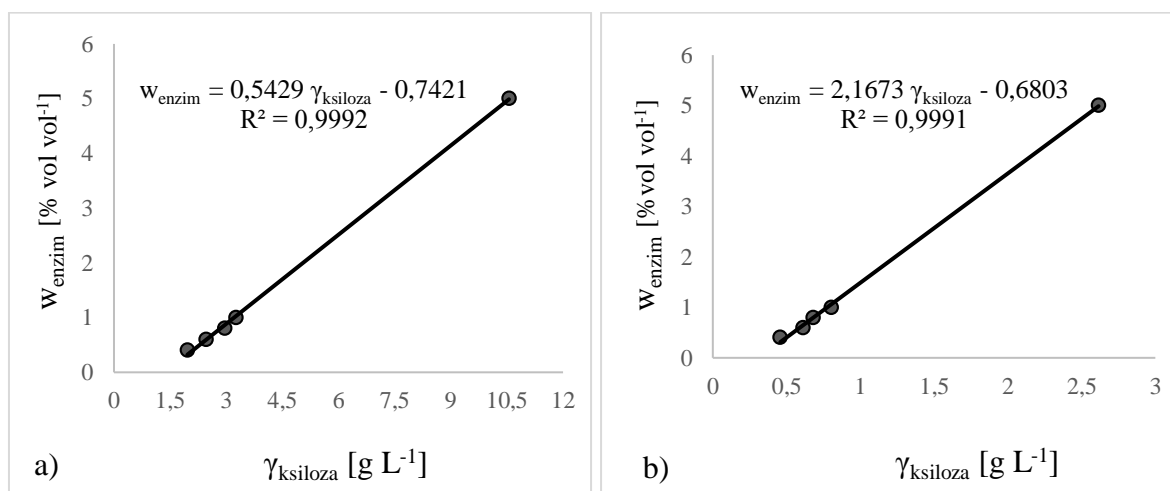 6
5
4
3
2
1
0
w_enzim [% vol vol⁻¹]
w_enzim = 0,5429 γ_ksiloza - 0,7421
R² = 0,9992
0 1,5 3 4,5 6 7,5 9 10,5 12
a)
γ_ksiloza [g L⁻¹]
6
5
4
3
2
1
0
w_enzim [% vol vol⁻¹]
w_enzim = 2,1673 γ_ksiloza - 0,6803
R² = 0,9991
0 0,5 1 1,5 2 2,5 3
b)
γ_ksiloza [g L⁻¹]